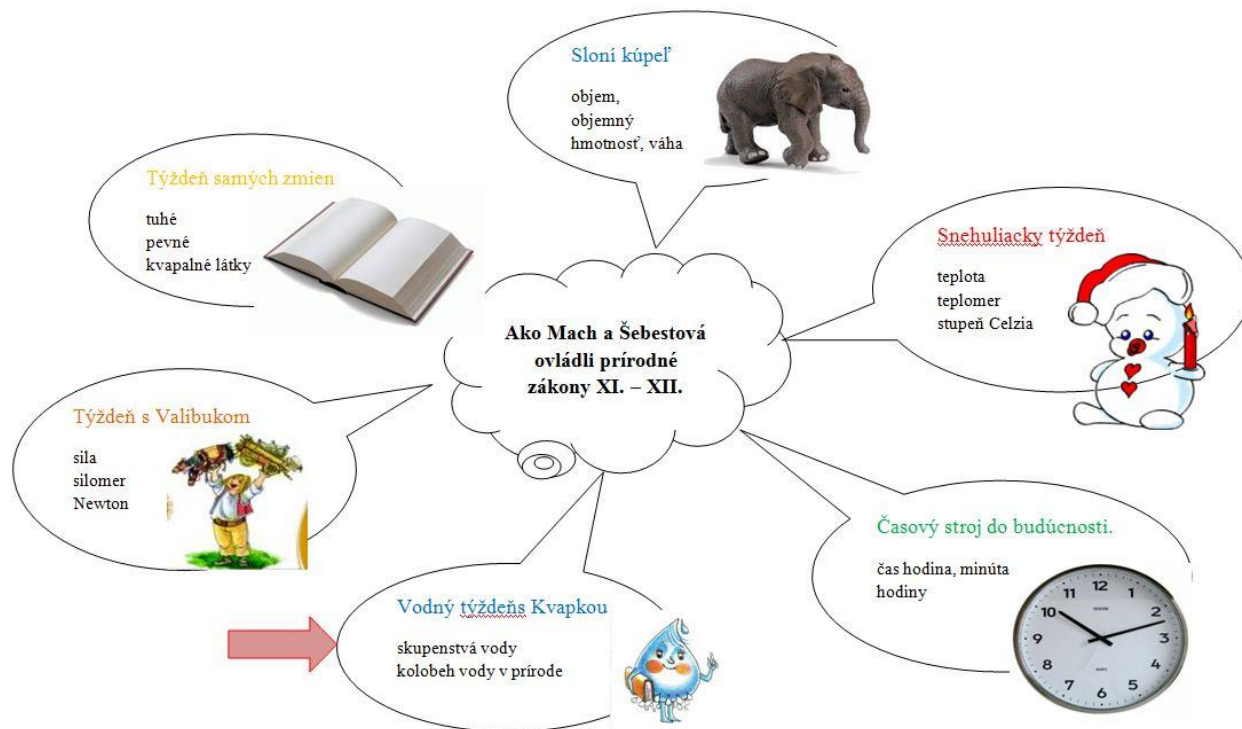 Sloní kúpeľ
objem,
objemný
hmotnosť, váha
Týždeň samých zmien
tuhé
pevné
kvapalné látky
Snehuliacky týždeň
teplota
teplomer
stupeň Celzia
Ako Mach a Šebestová
ovládli prírodné
zákony XI. – XII.
Týždeň s Valibukom
sila
silomer
Newton
Časový stroj do budúcnosti.
čas hodina, minúta
hodiny
12
1
2
3
4
5
6
7
8
9
10
11
Vodný týždeňs Kvapkou
skupenstvá vody
kolobeh vody v prírode